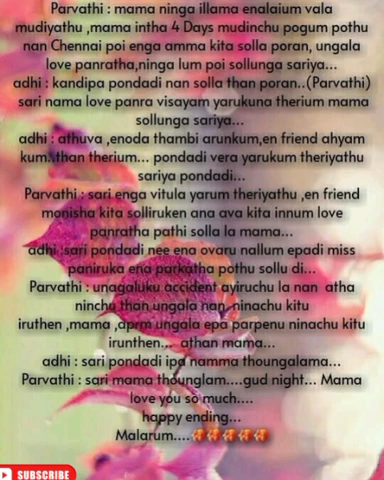 Parvathi : mama ninga illama enalaium vala
mudiyathu ,mama intha 4 Days mudinchu pogum pothu
nan Chennai poi enga amma kita solla poran, ungala
love panratha,ninga lum poi sollunga sariya...
adhi : kandipa pondadi nan solla than poran..(Parvathi)
sari nama love panra visayam yarukuna therium mama
sollunga sariya...
adhi : athuva ,enoda thambi arunkum,en friend ahyam
kum..than therium... pondadi vera yarukum theriyathu
sariya pondadi...
Parvathi : sari enga vitula yarum theriyathu ,en friend
monisha kita solliruken ana ava kita innum love
panratha pathi solla la mama...
adhi :sari pondadi nee ena ovaru nallum epadi miss
paniruka ena parkatha pothu sollu di...
Parvathi : unagaluku accident ayiruchu la nan atha
ninchu than ungala nan ninachu kitu
iruthen ,mama ,aprm ungala epa parpenu ninachu kitu
irunthen... athan mama...
adhi : sari pondadi ipo namma thoungalama...
Parvathi : sari mama thounglam....gud night... Mama
love you so much....
happy ending...
Malarum....
SUBSCRIBE